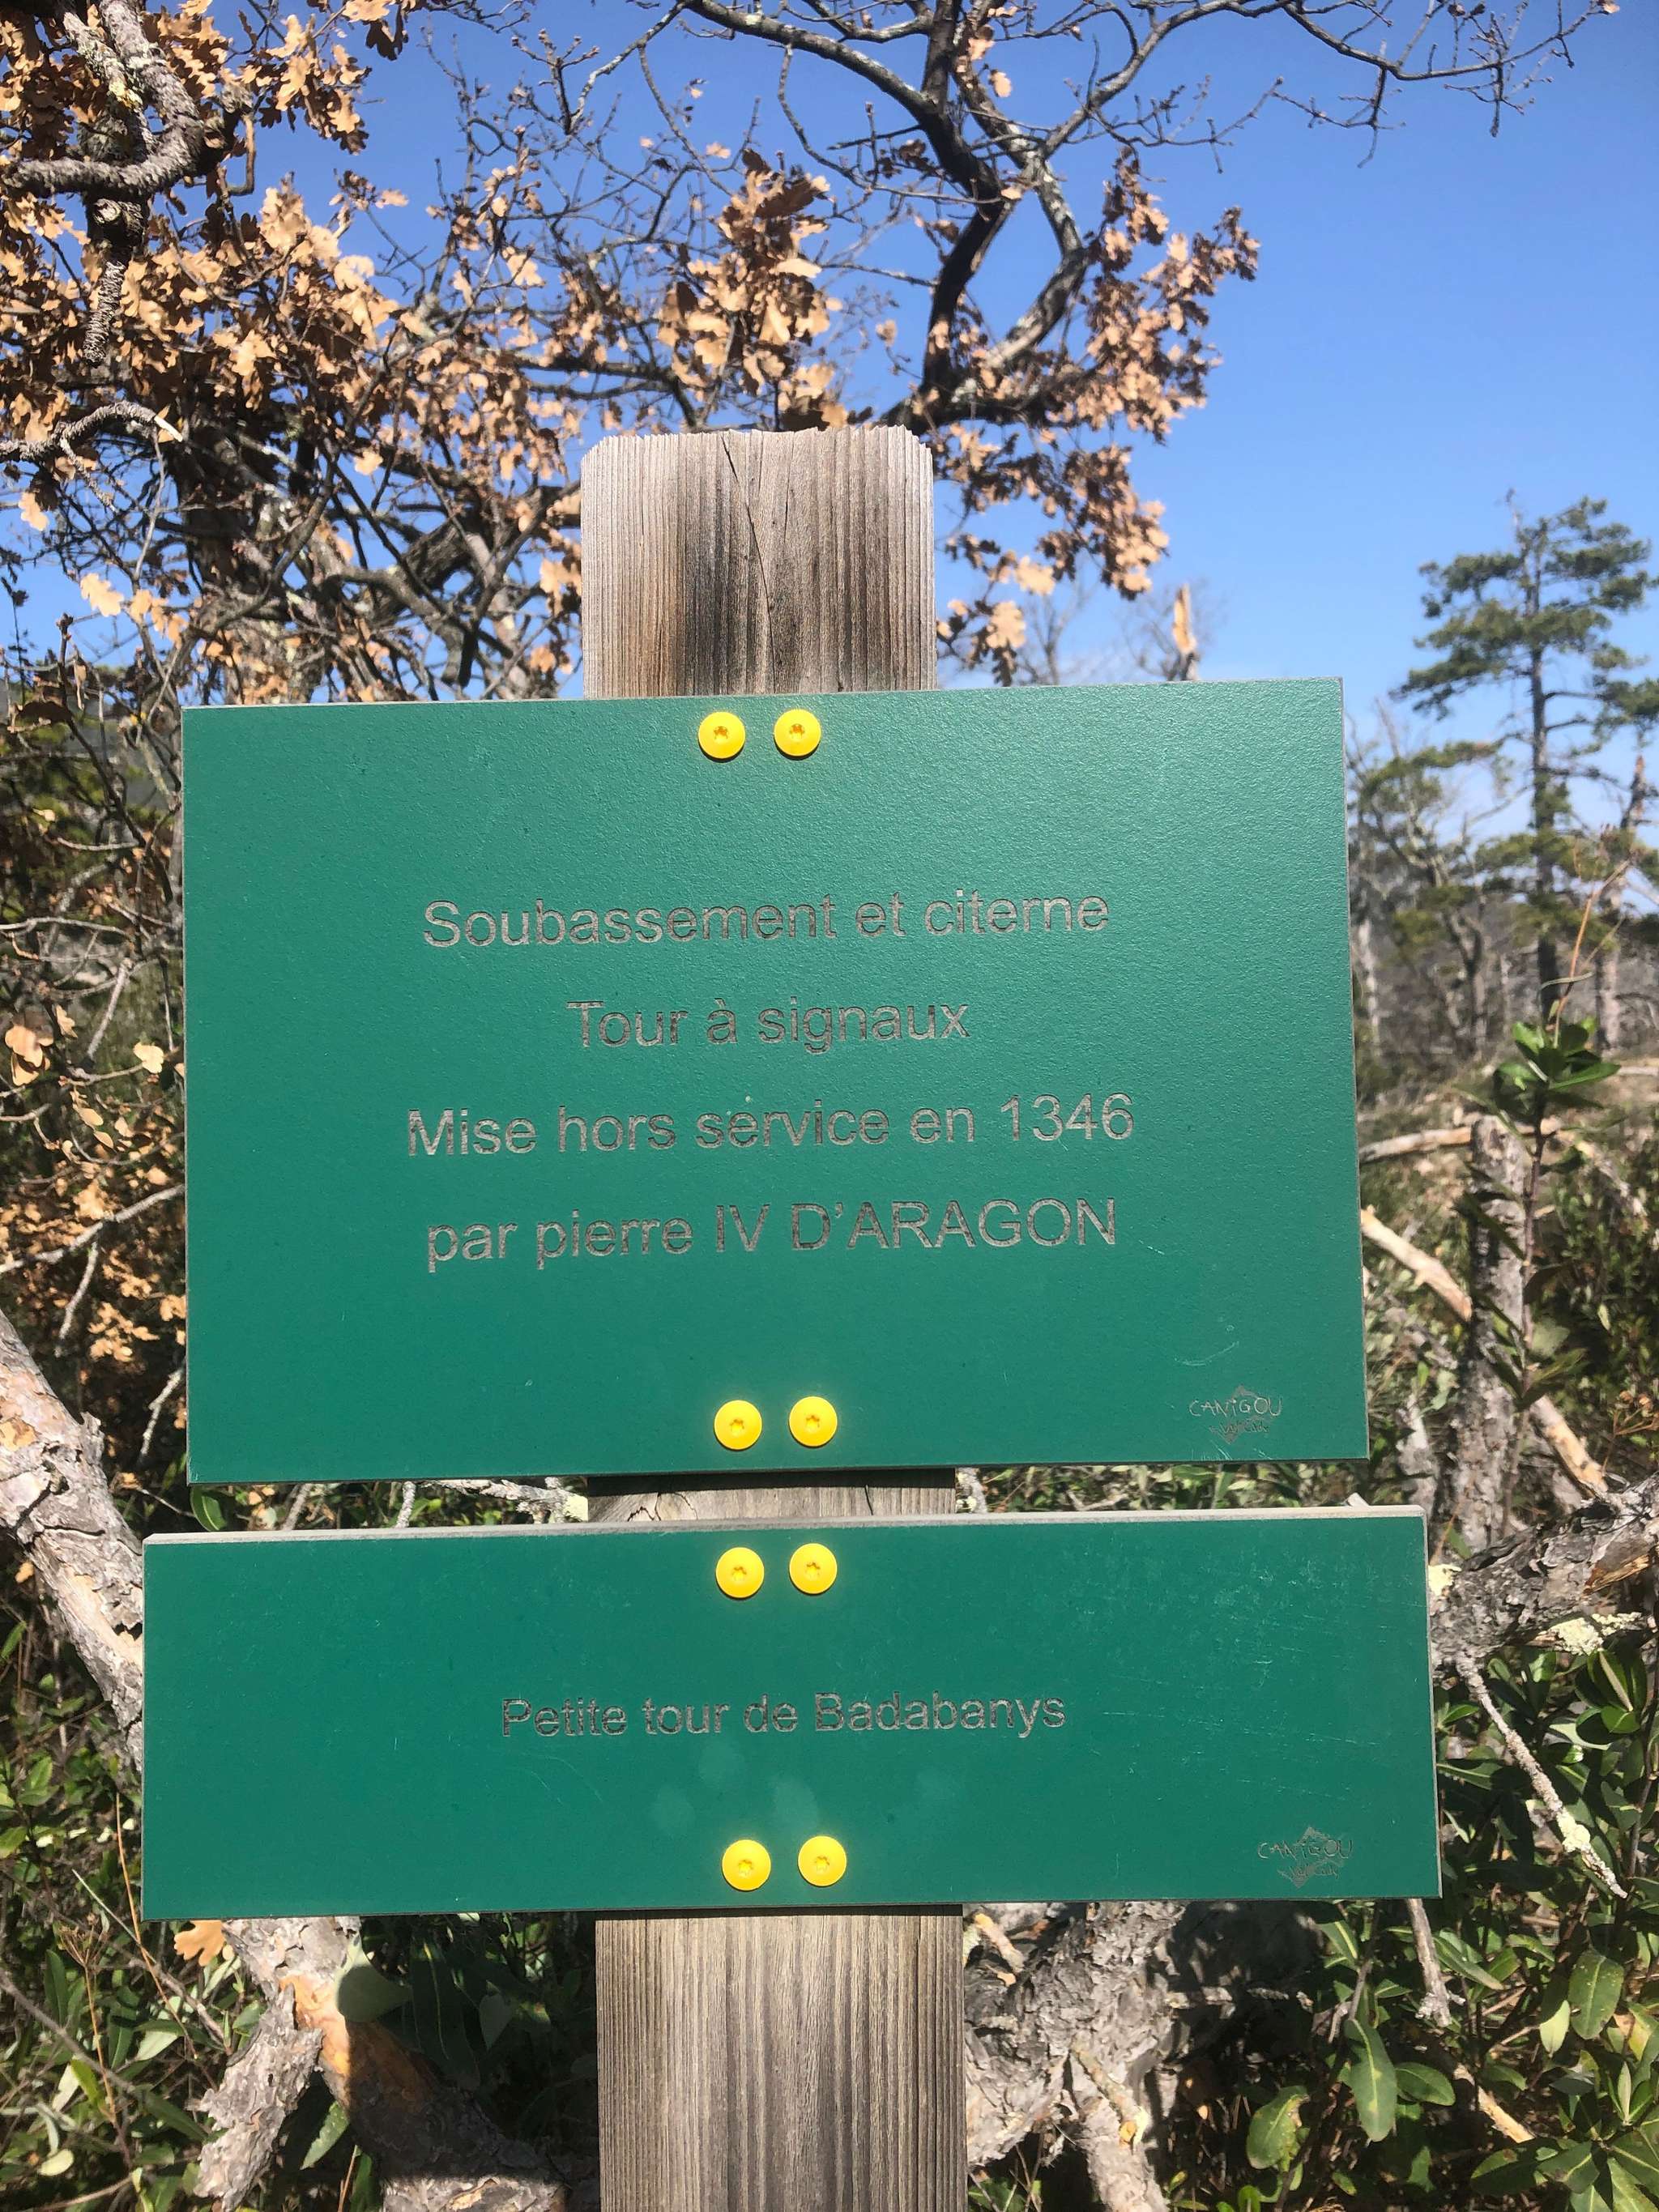 Soubassement et citerne
Tour à signaux
Mise hors service en 1346
par pierre IV D'ARAGON
CANIGOU
Petite tour de Badabanys
CANIGOU